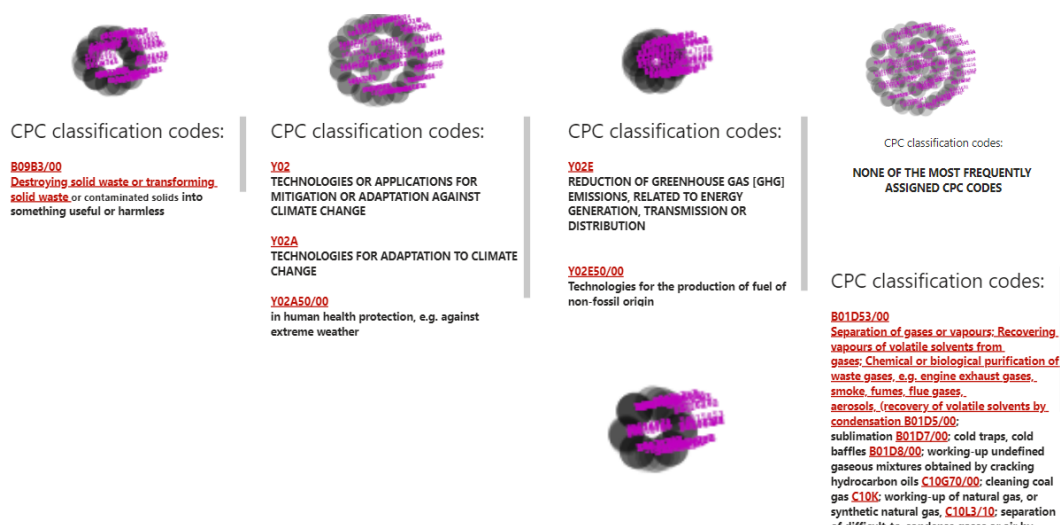 CPC classification codes:
B09B3/00
Destroying solid waste or transforming
solid waste or contaminated solids into
something useful or harmless
CPC classification codes:
Y02
TECHNOLOGIES OR APPLICATIONS FOR
MITIGATION OR ADAPTATION AGAINST
CLIMATE CHANGE
Y02A
TECHNOLOGIES FOR ADAPTATION TO CLIMATE
CHANGE
Y02A50/00
in human health protection, e.g. against
extreme weather
CPC classification codes:
Y02E
REDUCTION OF GREENHOUSE GAS [GHG]
EMISSIONS, RELATED TO ENERGY
GENERATION, TRANSMISSION OR
DISTRIBUTION
Y02E50/00
Technologies for the production of fuel of
non-fossil origin
CPC classification codes:
NONE OF THE MOST FREQUENTLY
ASSIGNED CPC CODES
CPC classification codes:
B01D53/00
Separation of gases or vapours; Recovering
vapours of volatile solvents from
gases; Chemical or biological purification of
waste gases, e.g. engine exhaust gases,
smoke, fumes, flue gases,
aerosols, (recovery of volatile solvents by
condensation B01D5/00;
sublimation B01D7/00; cold traps, cold
baffles B01D8/00; working-up undefined
gaseous mixtures obtained by cracking
hydrocarbon oils C10G70/00; cleaning coal
gas C10K; working-up of natural gas, or
synthetic natural gas, C10L3/10; separation
of difficult-to-condense gases or air by